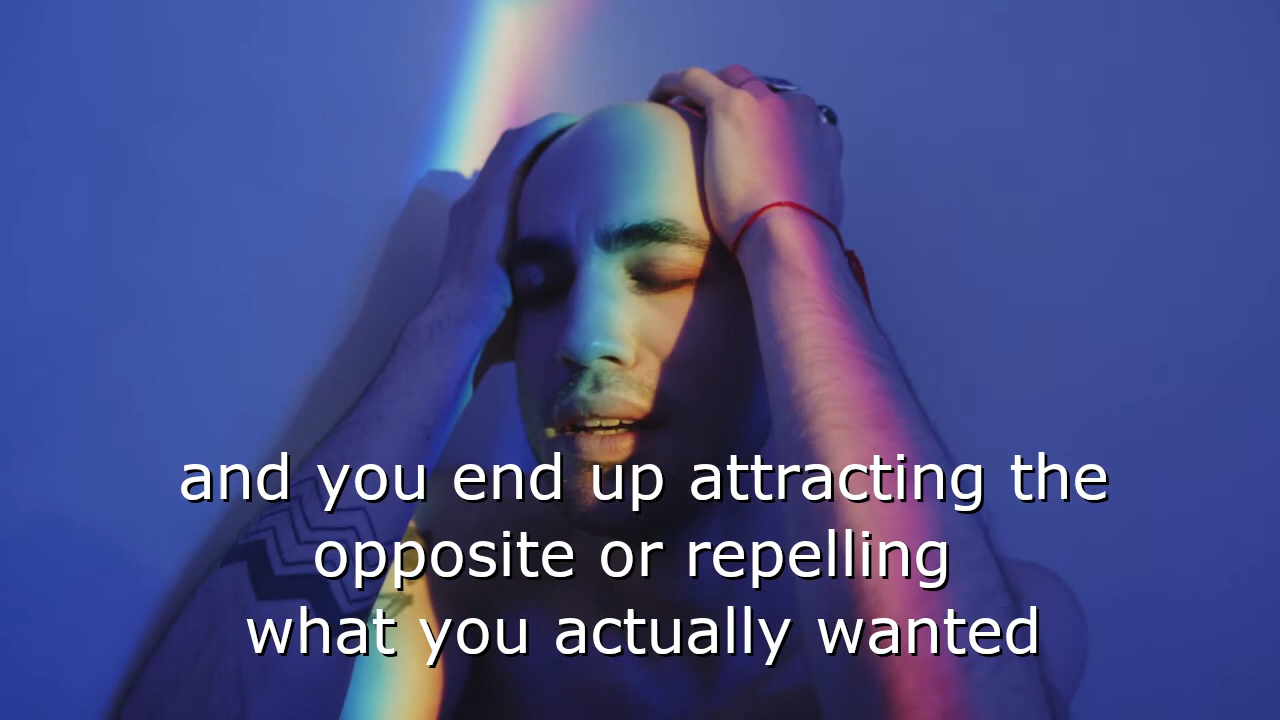 and you end up attracting the
opposite or repelling
what you actually wanted